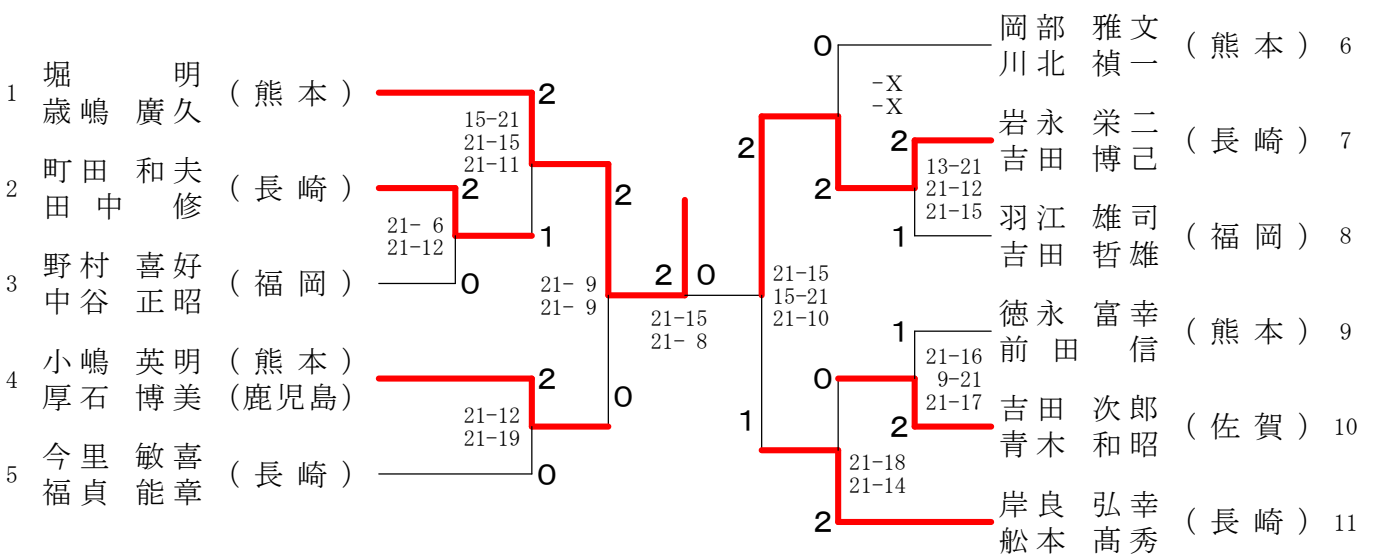 1 堀 明 (熊本)
歳嶋 廣久
2 町田 和夫 (長崎)
田中 修
3 野村 喜好 (福岡)
中谷 正昭
4 小嶋 英明 (熊本)
厚石 博美 (鹿児島)
5 今里 敏喜 (長崎)
福貞 能章
2
15-21
21-15
21-11
2
21- 6
21-12
1
0
2
21- 9
21- 9
2
21-12
21-19
0
0
2 0
21-15
21- 8
2
21-15
15-21
21-10
1
0
-X
-X
2
2
13-21
21-12
21-15
1
1
21-16
9-21
21-17
0
2
21-18
21-14
2
岡部 雅文 (熊本) 6
川北 禎一
岩永 栄二 (長崎) 7
吉田 博己
羽江 雄司 (福岡) 8
吉田 哲雄
徳永 富幸 (熊本) 9
前田 信
吉田 次郎 (佐賀) 10
青木 和昭
岸良 弘幸 (長崎) 11
舩本 髙秀